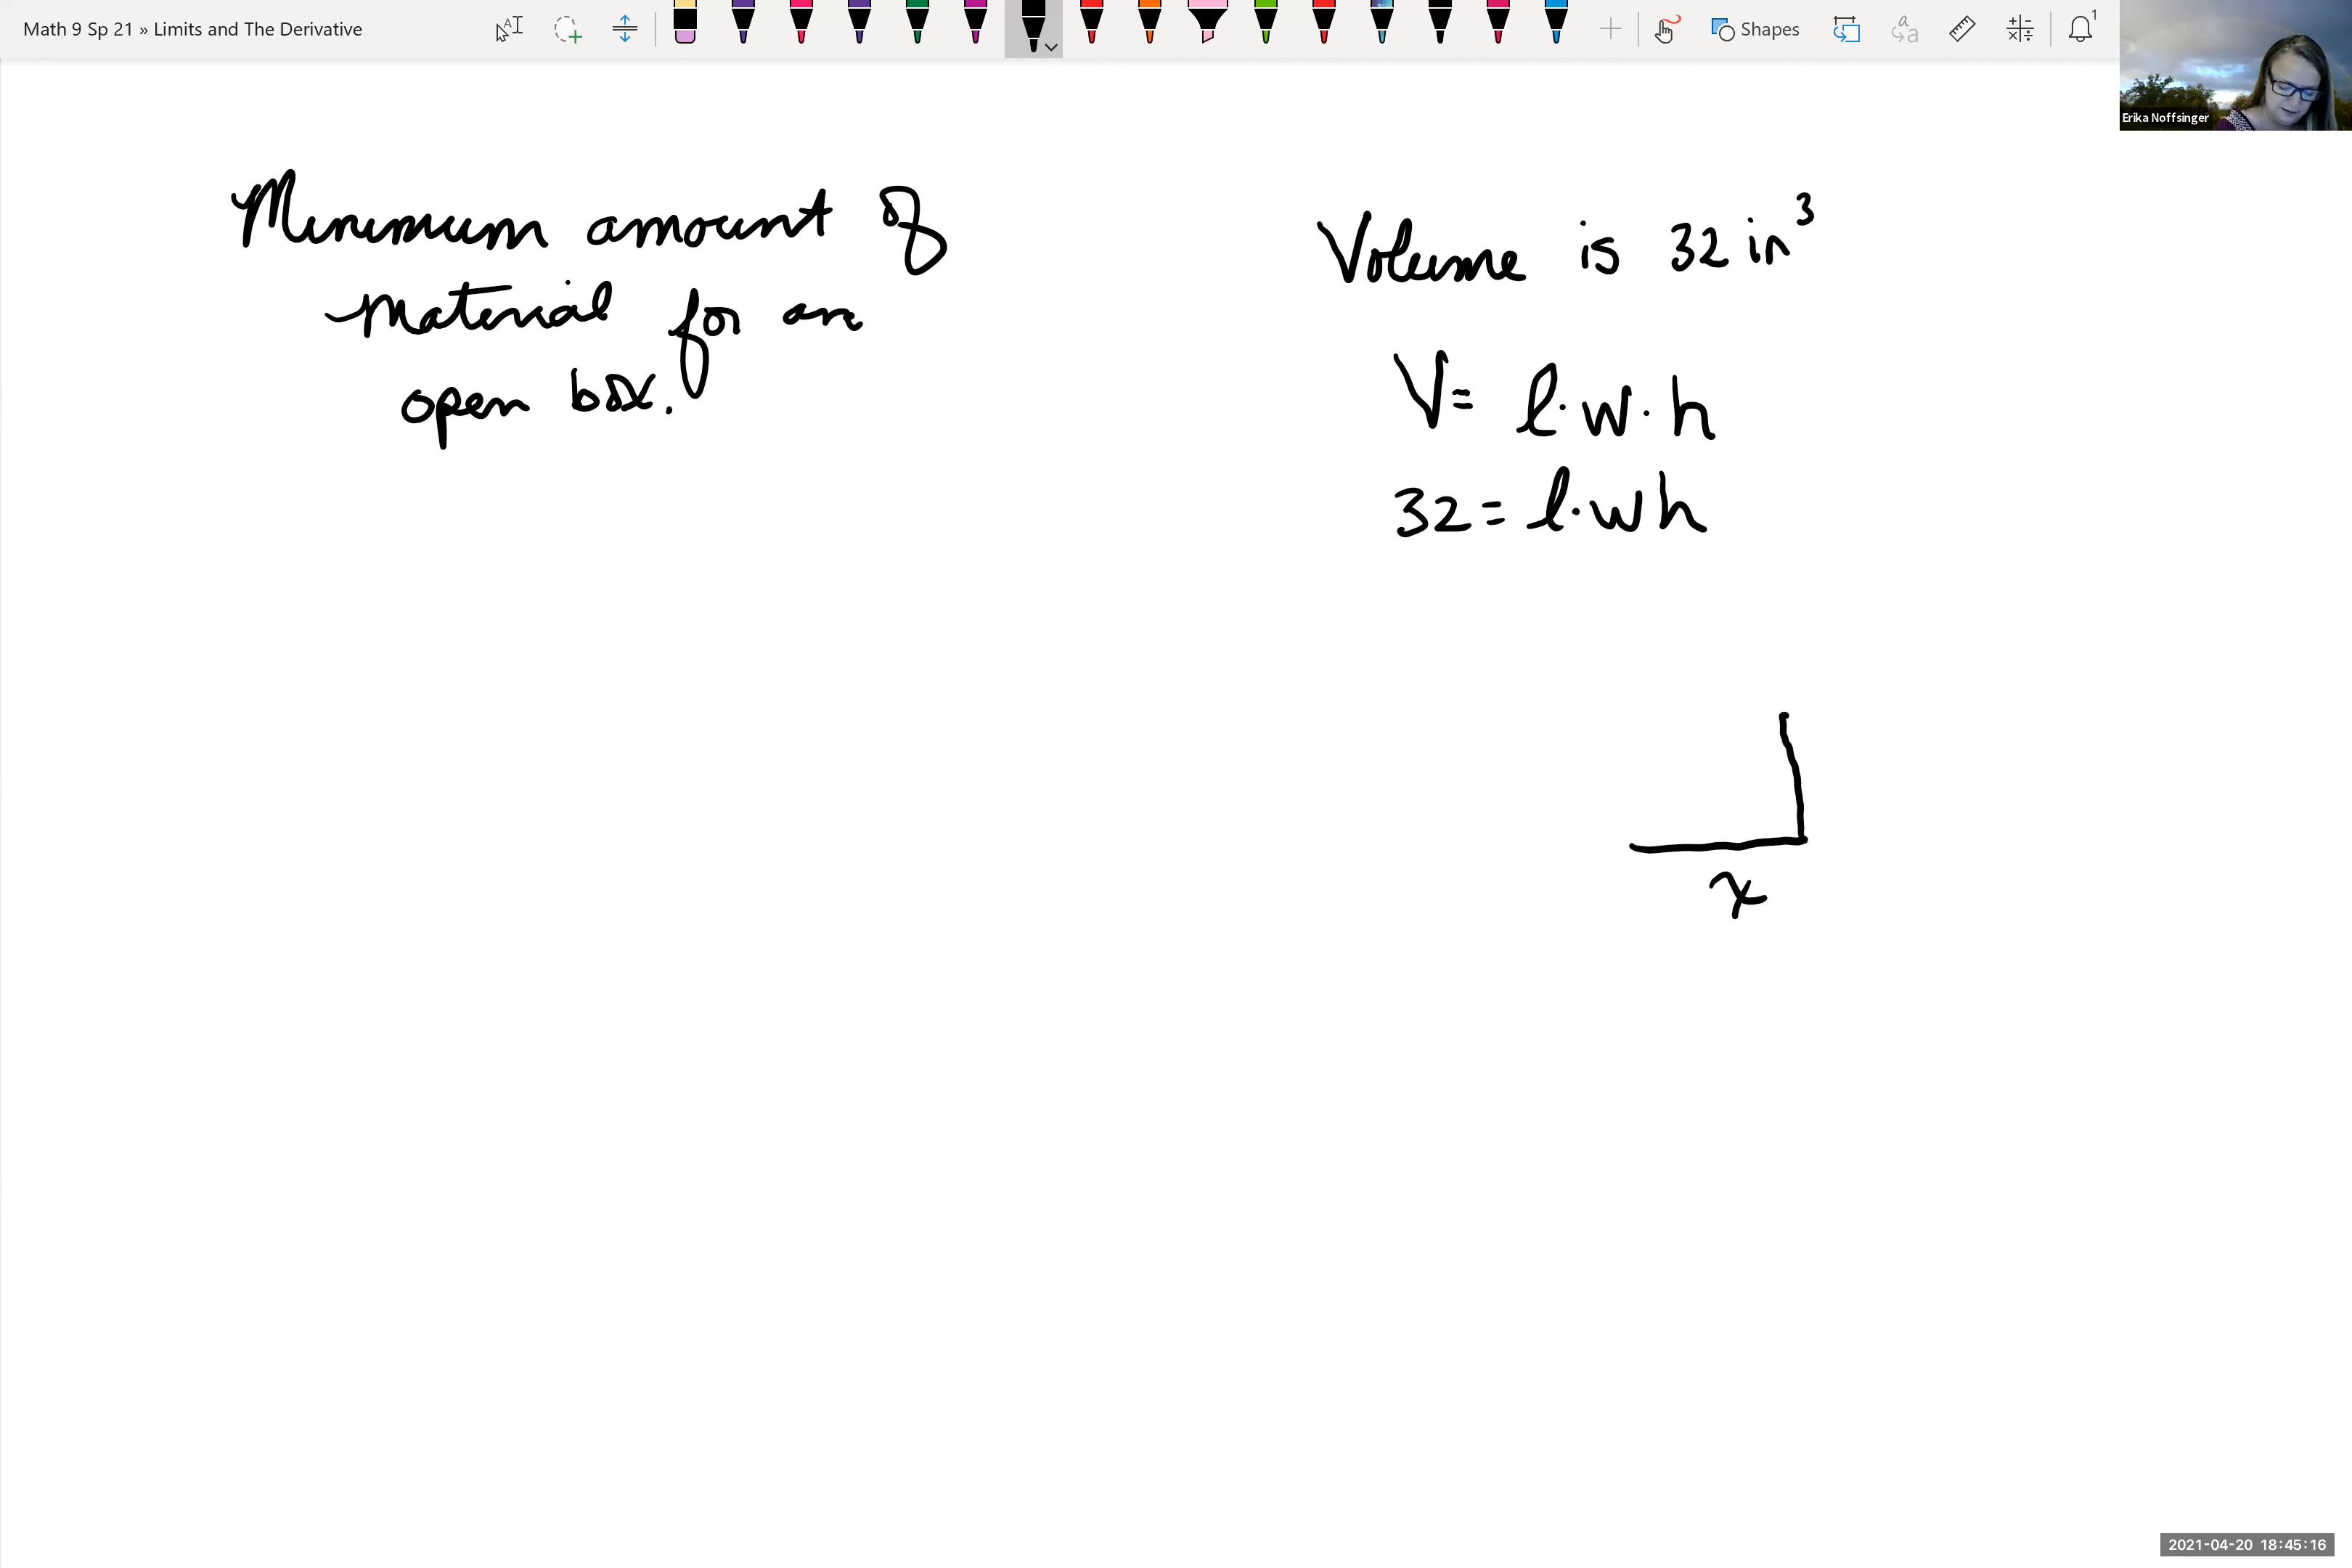 Math 9 Sp 21 » Limits and The Derivative
Shapes
1
Erika Noffsinger
Minimum amount of
material for an
open box.
Volume is 32 in³
V = l · w · h
32 = l · w h
x
2021-04-20 18:45:16